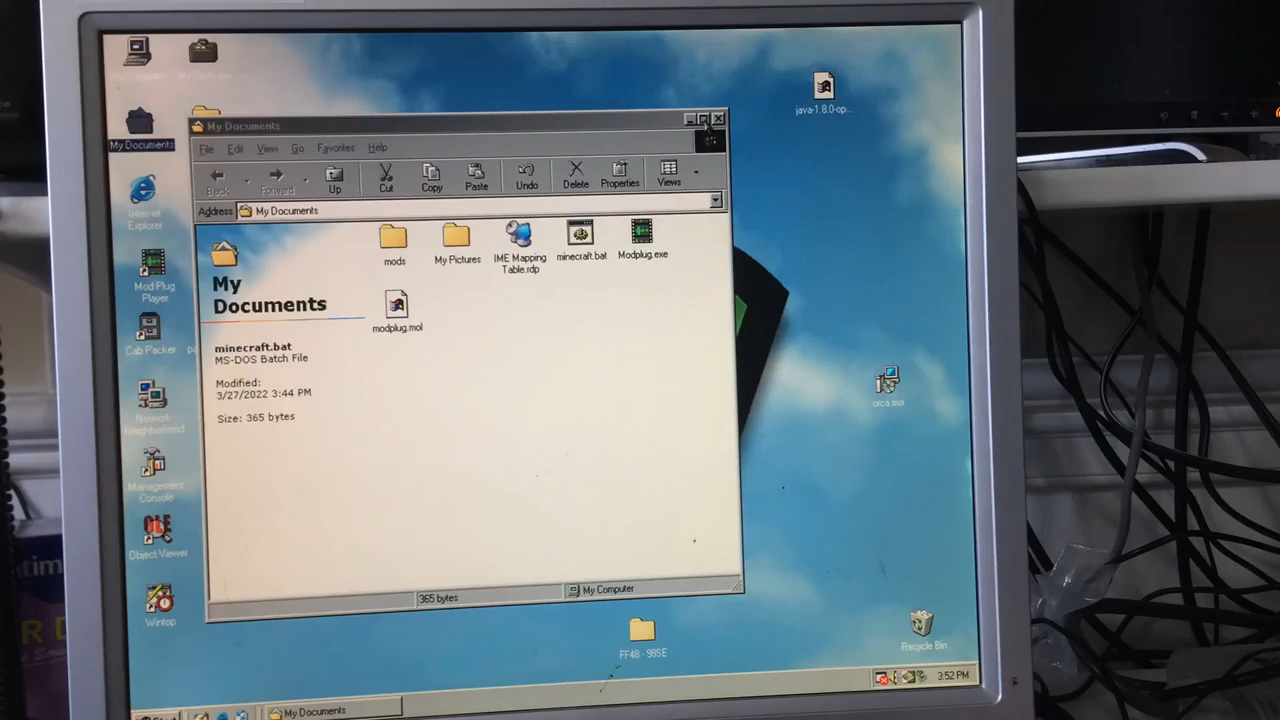 java-1.8.0-op...
My Documents
File Edit View Go Favorites Help
Back Forward Up Cut Copy Paste Undo Delete Properties Views
Address My Documents
My Documents
Internet
Explorer
Mod Plug
Player
Cab Packer
Network
Neighborhood
Management
Console
Object Viewer
Wintop
mods
My Pictures
IME Mapping
Table.rdp
minecraft.bat
Modplug.exe
modplug.mol
My
Documents
minecraft.bat
MS-DOS Batch File
Modified:
3/27/2022 3:44 PM
Size: 365 bytes
365 bytes
My Computer
orca.msi
FF48 - 98SE
Recycle Bin
My Documents
3:52 PM